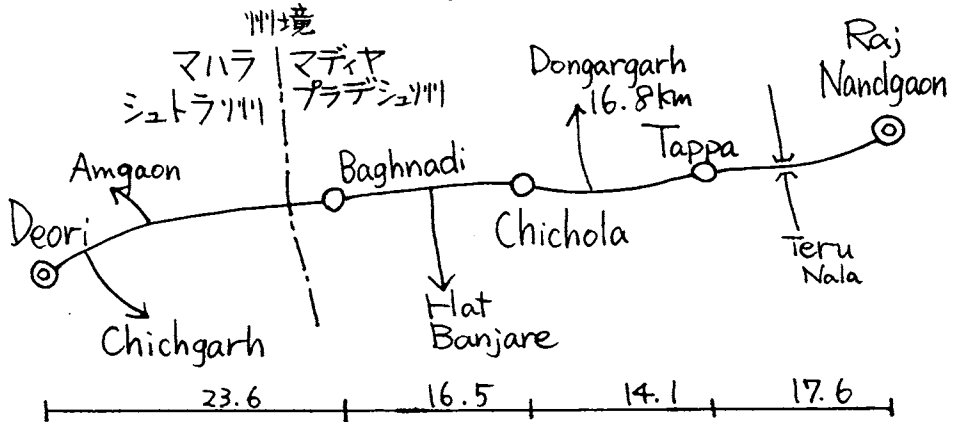 州境
マハラ
シュトラ州
マディヤ
プラデシュ州
Dongargarh
16.8km
Raj
Nandgaon
Amgaon
Baghnadi
Tappa
Deori
Chichola
Teru
Nala
Hat
Banjare
Chichgarh
23.6
16.5
14.1
17.6